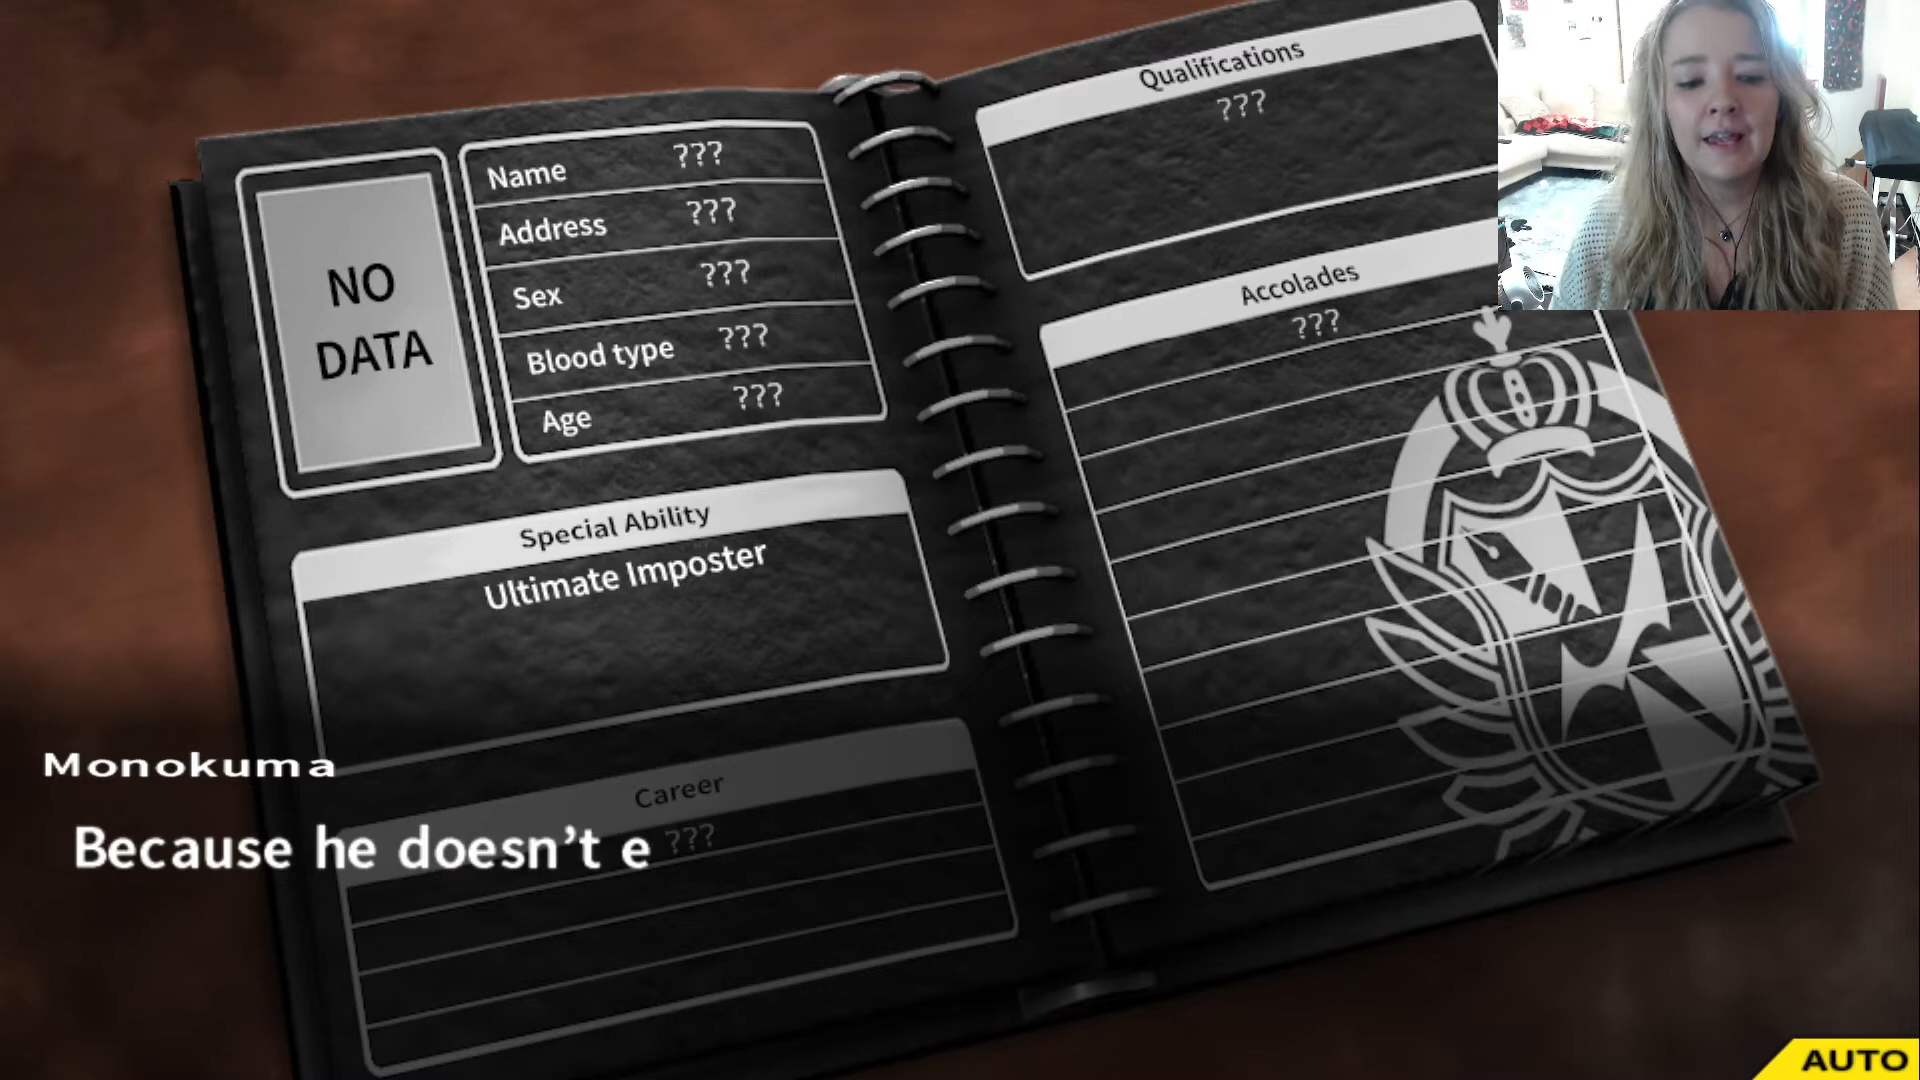 NO
DATA
Name ???
Address ???
Sex ???
Blood type ???
Age ???
Special Ability
Ultimate Imposter
Career
???
Qualifications
???
Accolades
???
Monokuma
Because he doesn't e
AUTO